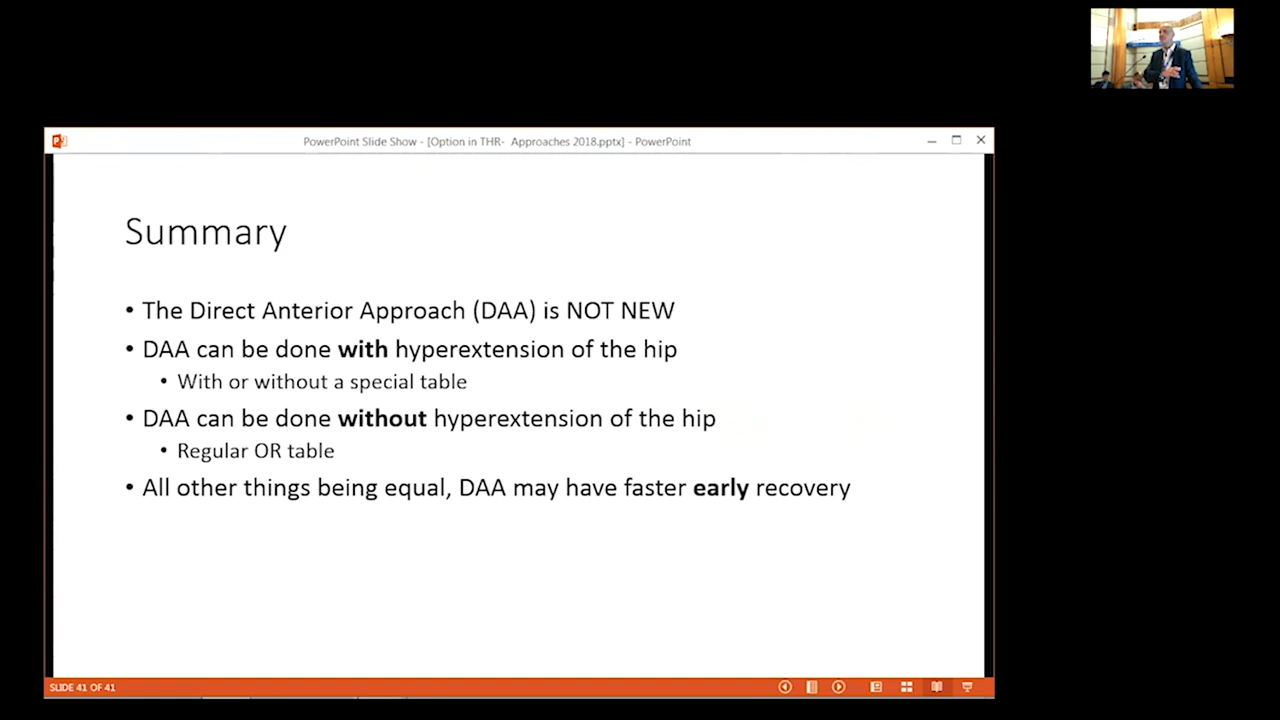 PowerPoint Slide Show - [Option in THR- Approaches 2018.pptx] - PowerPoint
Summary
• The Direct Anterior Approach (DAA) is NOT NEW
• DAA can be done with hyperextension of the hip
• With or without a special table
• DAA can be done without hyperextension of the hip
• Regular OR table
• All other things being equal, DAA may have faster early recovery
SLIDE 41 OF 41